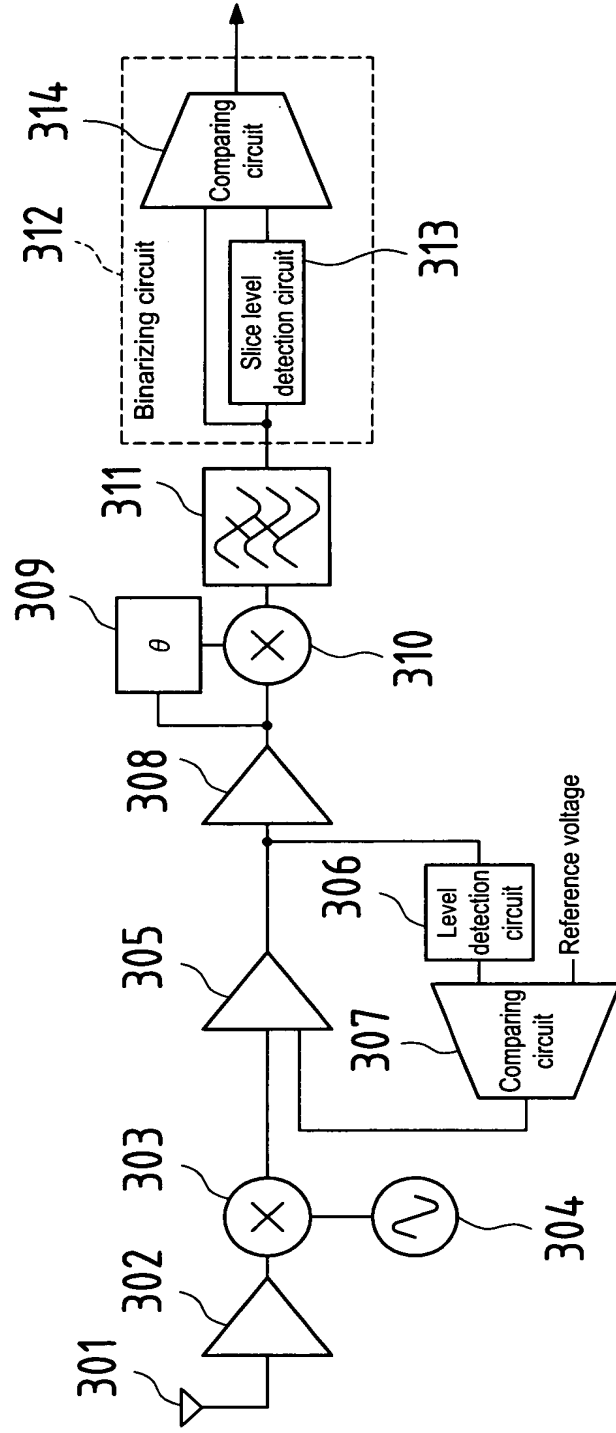 301
302
303
304
305
306
Level
detection
circuit
307
Comparing
circuit
Reference voltage
308
309
θ
310
311
312
Binarizing circuit
Slice level
detection circuit
313
314
Comparing
circuit